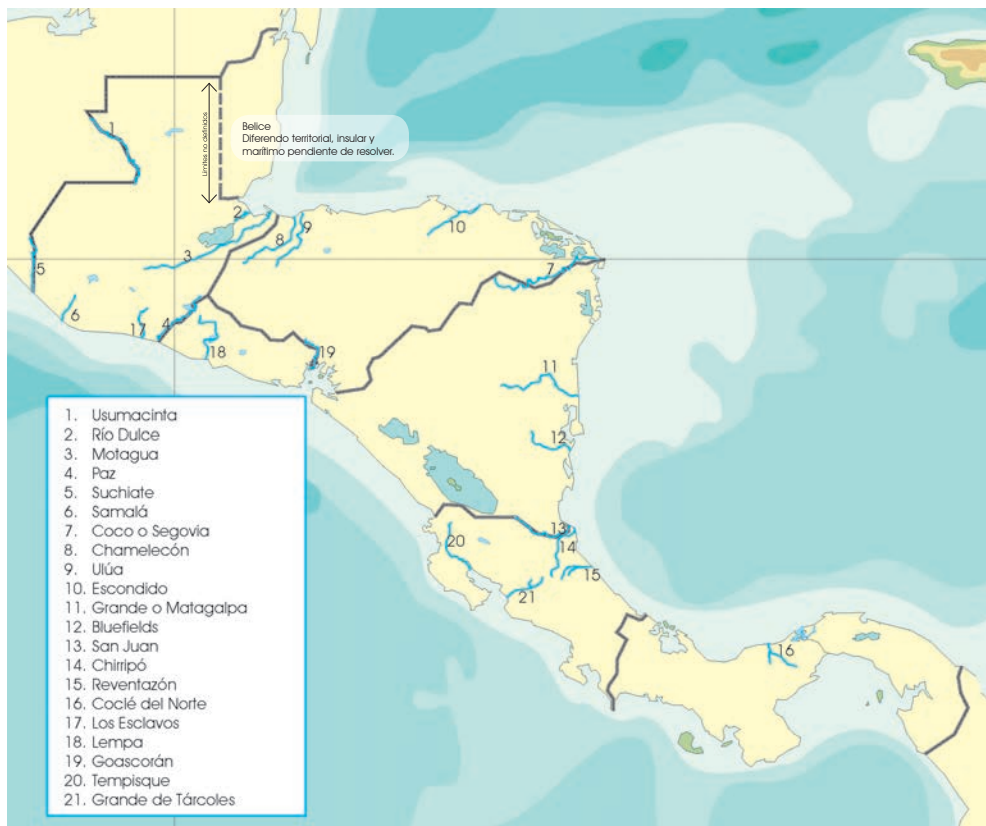 1
Límites no definidos
Belice
Diferendo territorial, insular y
marítimo pendiente de resolver.
2
9
10
8
3
5
7
6
17
4
18
19
11
12
13
20
14
15
21
16
1. Usumacinta
2. Río Dulce
3. Motagua
4. Paz
5. Suchiate
6. Samalá
7. Coco o Segovia
8. Chamelecón
9. Ulúa
10. Escondido
11. Grande o Matagalpa
12. Bluefields
13. San Juan
14. Chirripó
15. Reventazón
16. Coclé del Norte
17. Los Esclavos
18. Lempa
19. Goascorán
20. Tempisque
21. Grande de Tárcoles